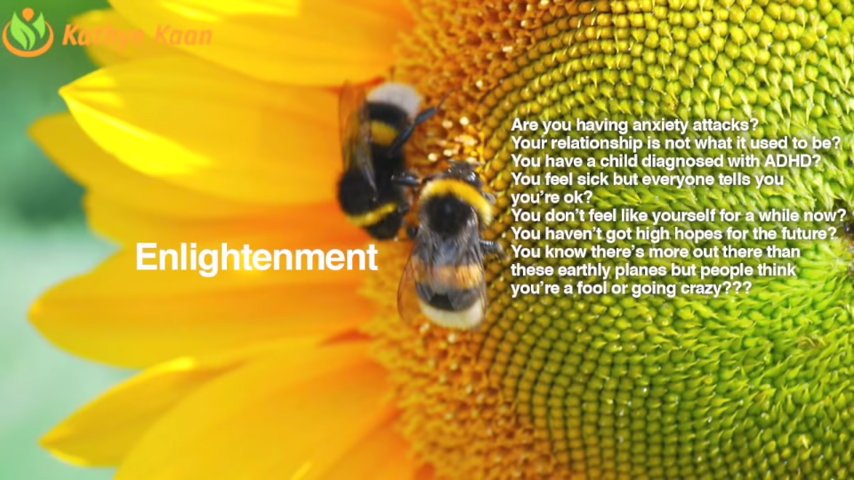 Kathye Kaan
Enlightenment
Are you having anxiety attacks?
Your relationship is not what it used to be?
You have a child diagnosed with ADHD?
You feel sick but everyone tells you
you're ok?
You don't feel like yourself for a while now?
You haven't got high hopes for the future?
You know there's more out there than
these earthly planes but people think
you're a fool or going crazy???